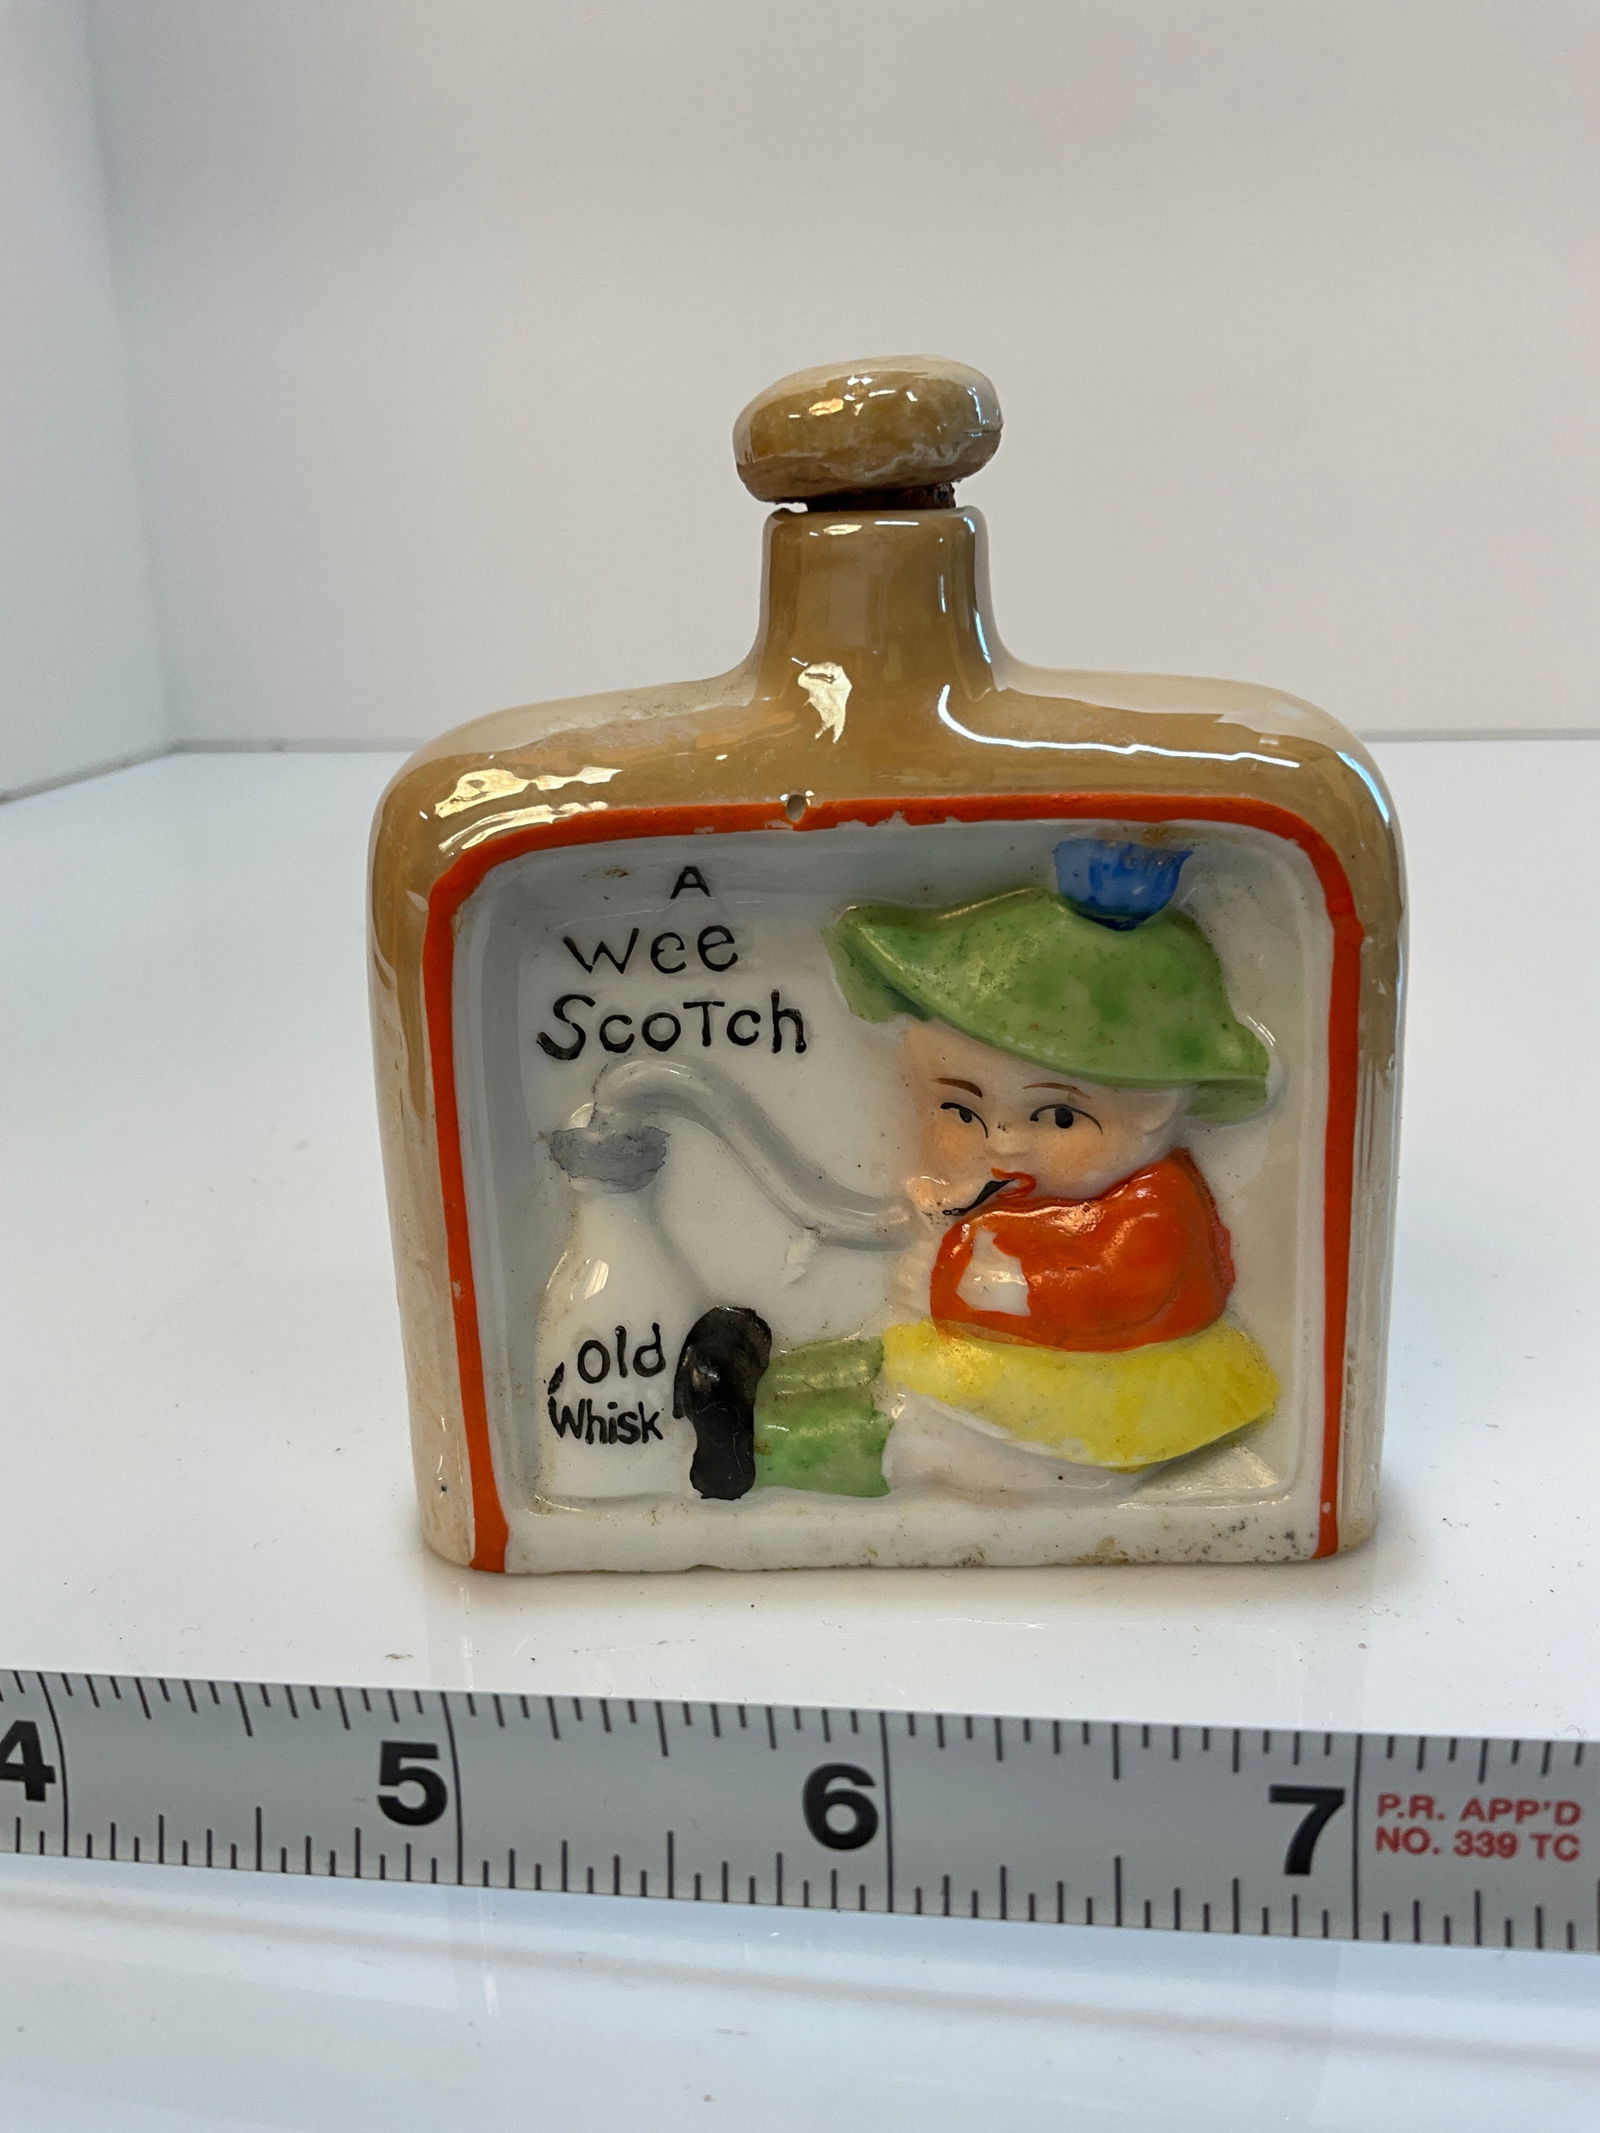 A
wee
Scotch
Old
Whisk
4 5 6 7
P.R. APP'D
NO. 339 TC